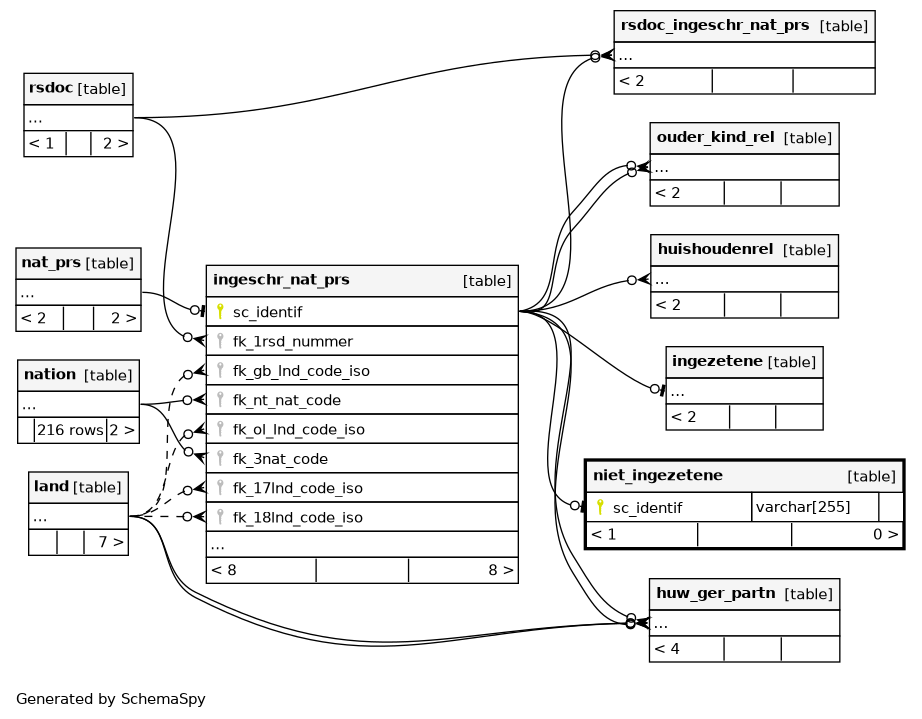 rsdoc [table]
...
< 1 2 >
nat_prs [table]
...
< 2 2 >
nation [table]
...
216 rows 2 >
land [table]
...
7 >
ingeschr_nat_prs [table]
sc_identif
fk_1rsd_nummer
fk_gb_lnd_code_iso
fk_nt_nat_code
fk_ol_lnd_code_iso
fk_3nat_code
fk_17lnd_code_iso
fk_18lnd_code_iso
...
< 8 8 >
rsdoc_ingeschr_nat_prs [table]
...
< 2
ouder_kind_rel [table]
...
< 2
huishoudenrel [table]
...
< 2
ingezetene [table]
...
< 2
niet_ingezetene [table]
sc_identif varchar[255]
< 1 0 >
huw_ger_partn [table]
...
< 4
Generated by SchemaSpy